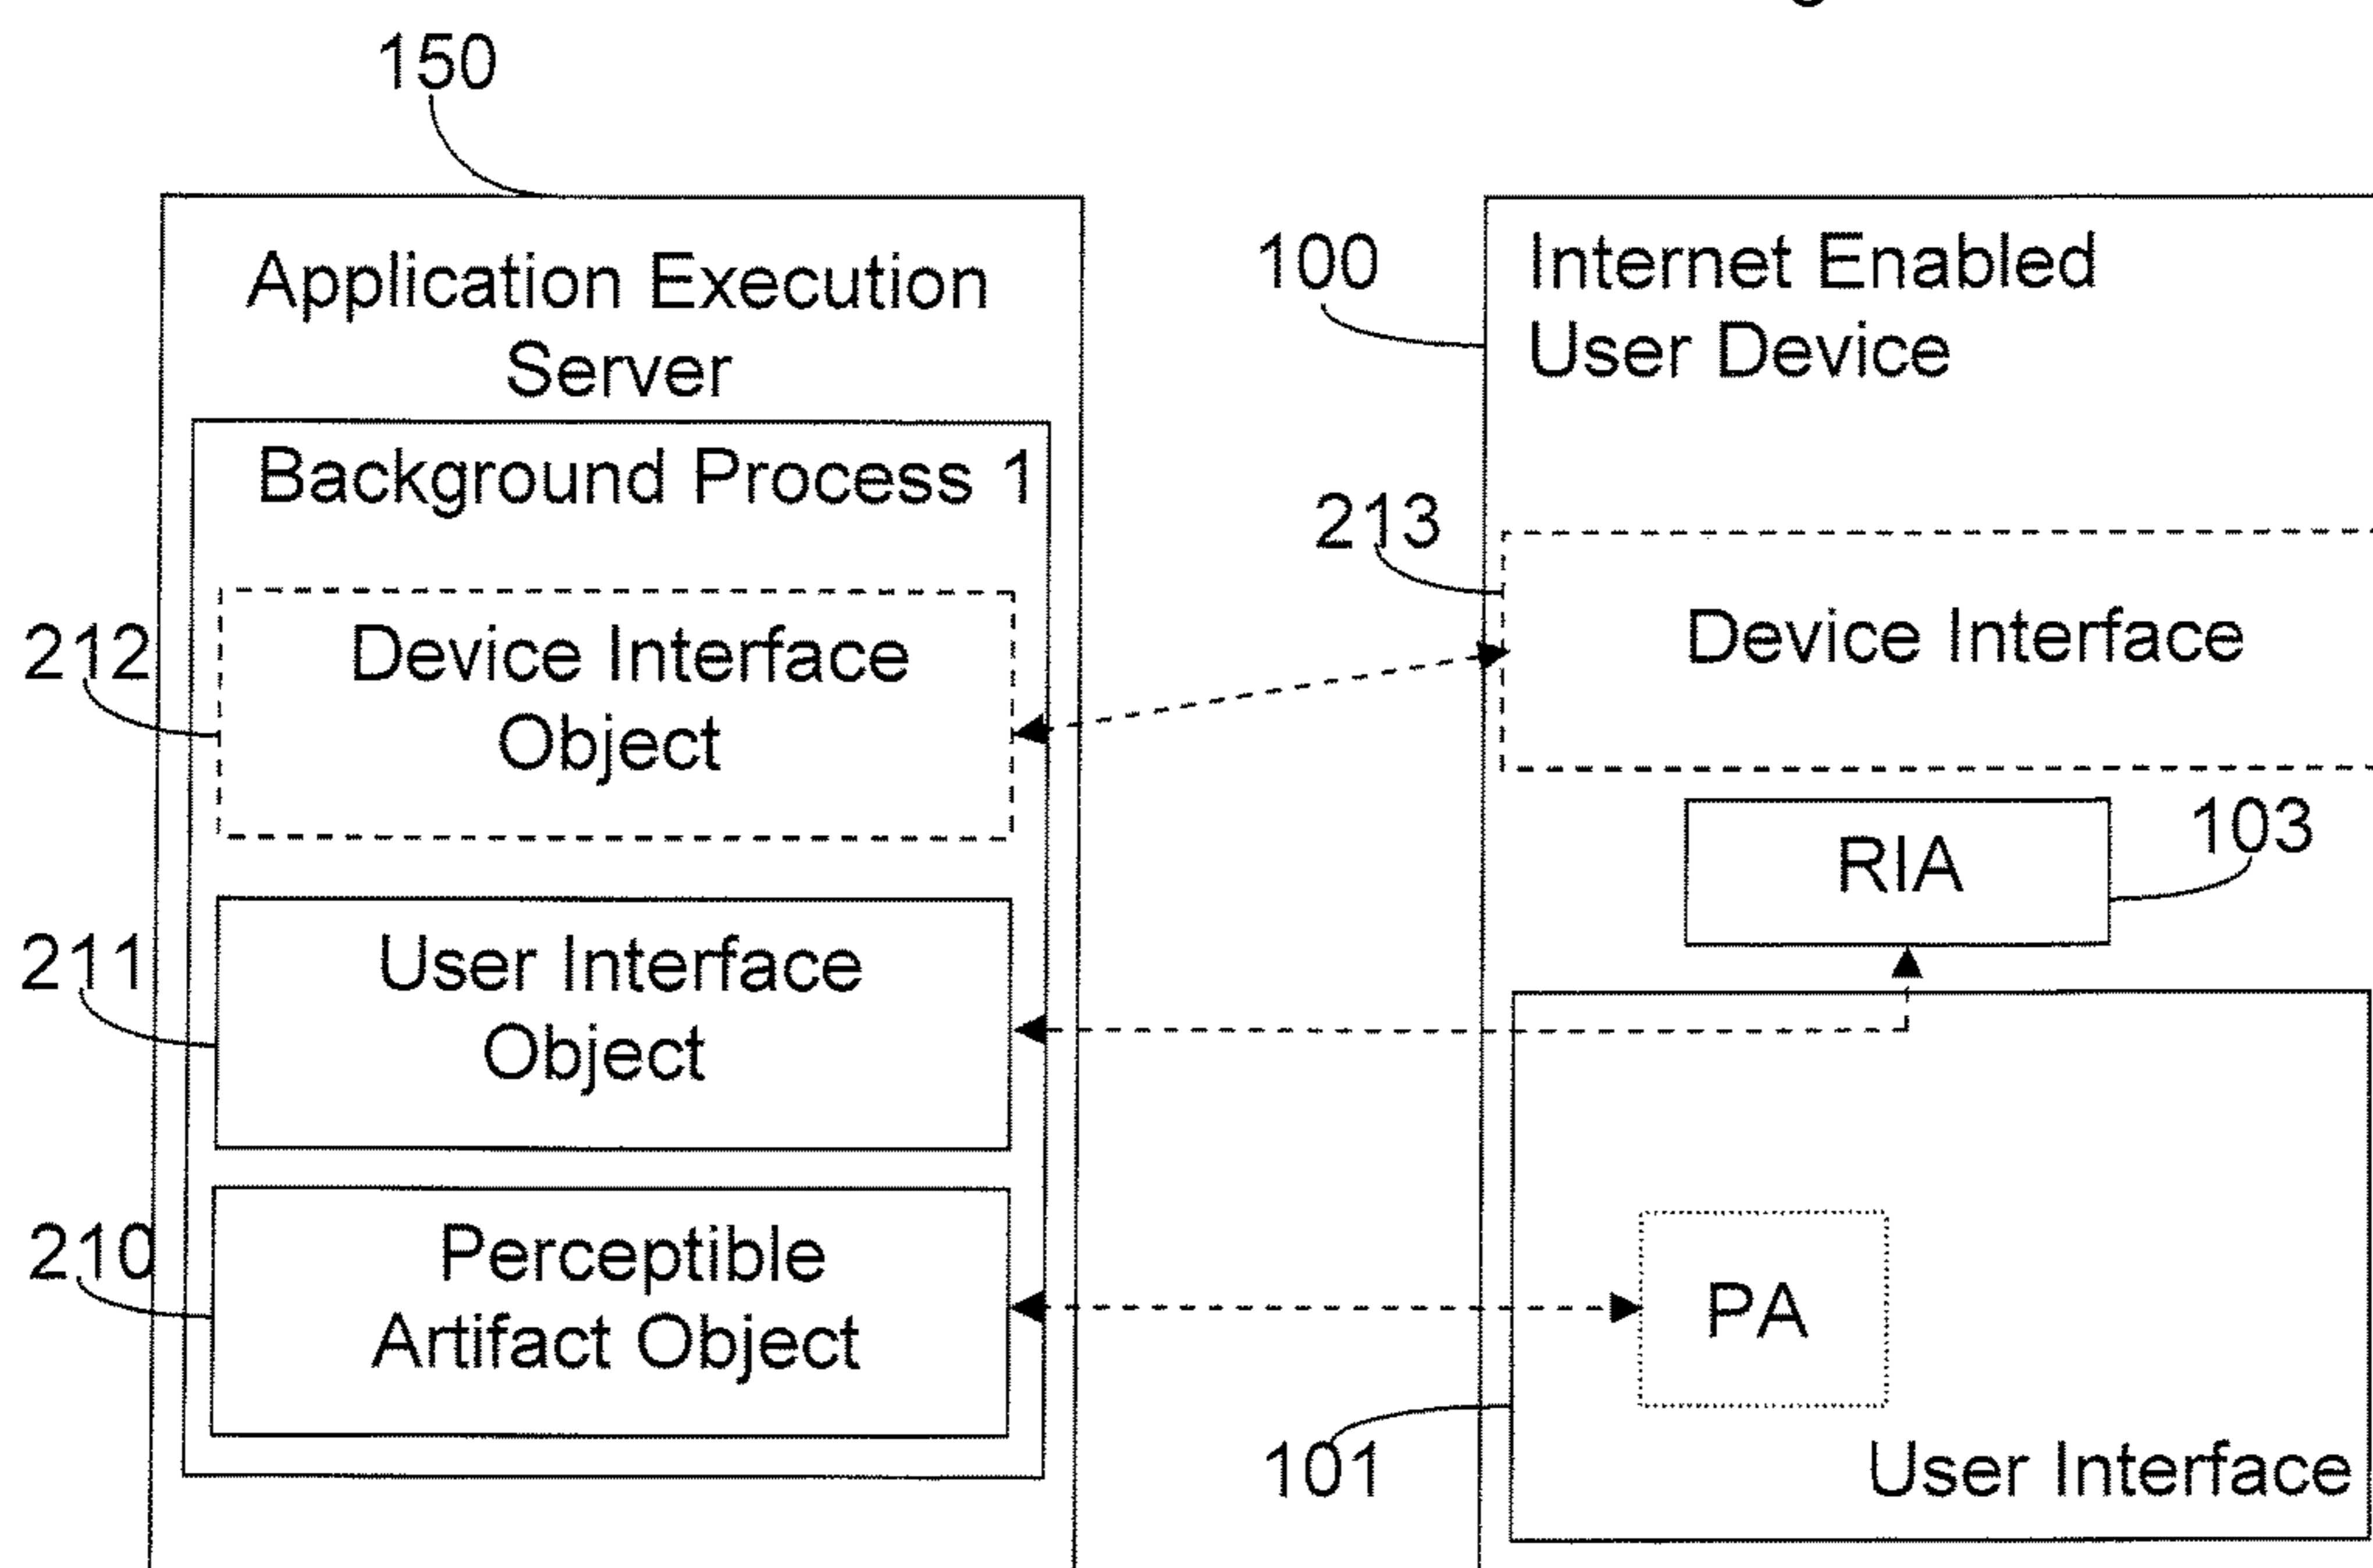 150
Application Execution
Server
Background Process 1
212
Device Interface
Object
211
User Interface
Object
210
Perceptible
Artifact Object
100
Internet Enabled
User Device
213
Device Interface
RIA
103
PA
101
User Interface